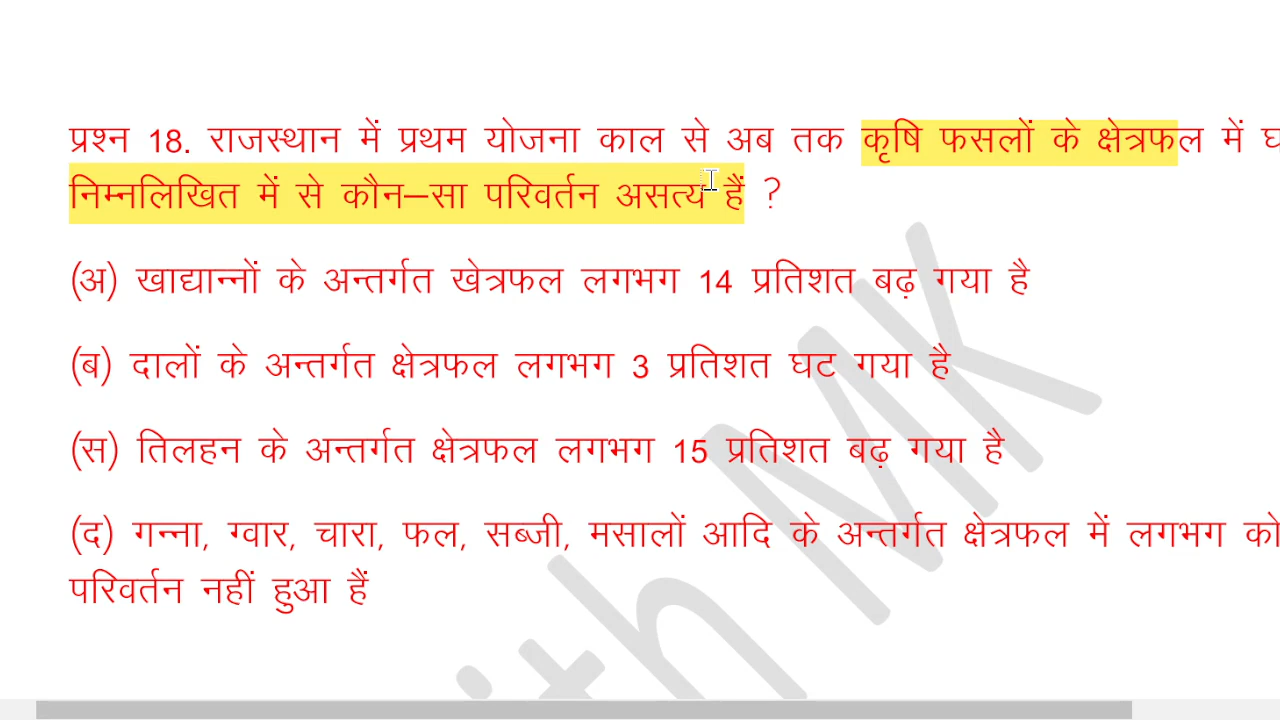 प्रश्न 18. राजस्थान में प्रथम योजना काल से अब तक कृषि फसलों के क्षेत्रफल में
निम्नलिखित में से कौन–सा परिवर्तन असत्य हैं ?
(अ) खाद्यान्नों के अन्तर्गत खेत्रफल लगभग 14 प्रतिशत बढ़ गया है
(ब) दालों के अन्तर्गत क्षेत्रफल लगभग 3 प्रतिशत घट गया है
(स) तिलहन के अन्तर्गत क्षेत्रफल लगभग 15 प्रतिशत बढ़ गया है
(द) गन्ना, ग्वार, चारा, फल, सब्जी, मसालों आदि के अन्तर्गत क्षेत्रफल में लगभग
परिवर्तन नहीं हुआ हैं
ith MK